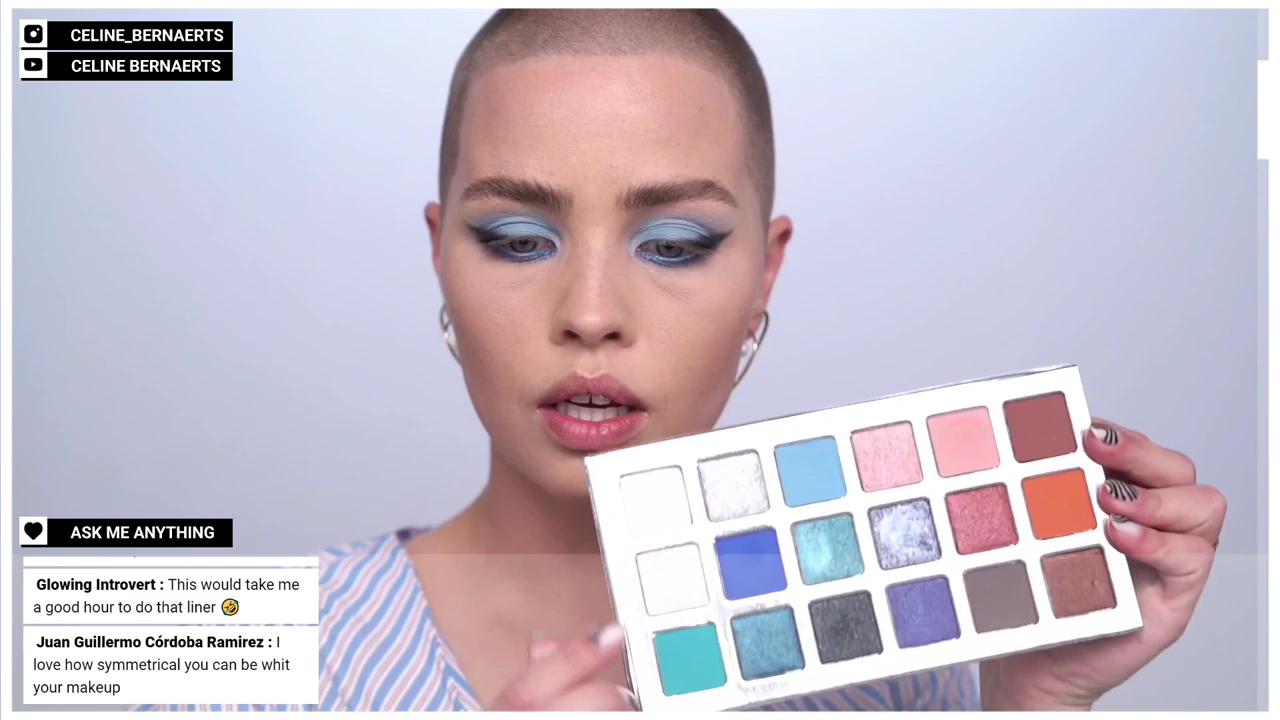 CELINE_BERNAERTS
CELINE BERNAERTS
ASK ME ANYTHING
Glowing Introvert : This would take me
a good hour to do that liner 🤣
Juan Guillermo Córdoba Ramirez : I
love how symmetrical you can be whit
your makeup